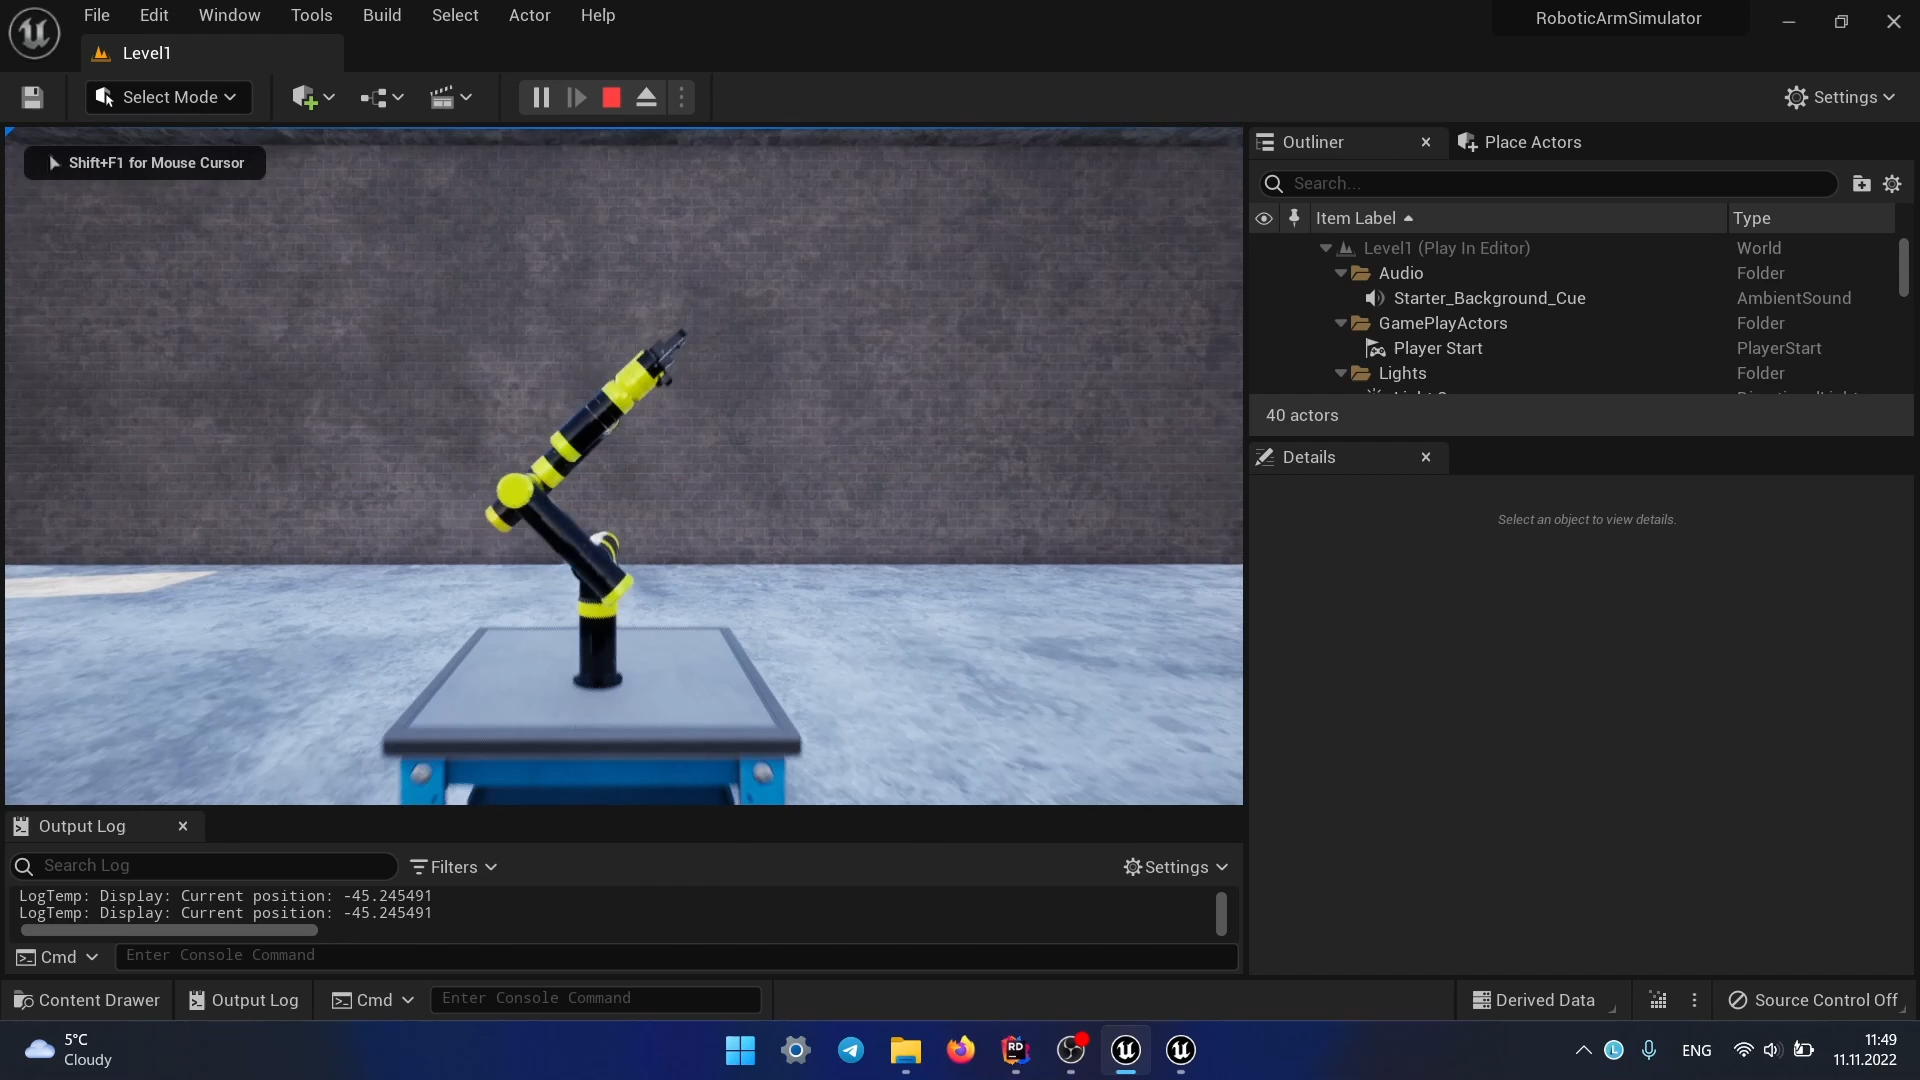 File Edit Window Tools Build Select Actor Help
RoboticArmSimulator
Level1
Select Mode
Settings
Shift+F1 for Mouse Cursor
Outliner
Place Actors
Search...
Item Label Type
Level1 (Play In Editor) World
Audio Folder
Starter_Background_Cue AmbientSound
GamePlayActors Folder
Player Start PlayerStart
Lights Folder
40 actors
Details
Select an object to view details.
Output Log
Search Log
Filters
Settings
LogTemp: Display: Current position: -45.245491
LogTemp: Display: Current position: -45.245491
Cmd
Enter Console Command
Content Drawer
Output Log
Cmd
Enter Console Command
Derived Data
Source Control Off
5°C
Cloudy
RD
L
ENG
11:49
11.11.2022